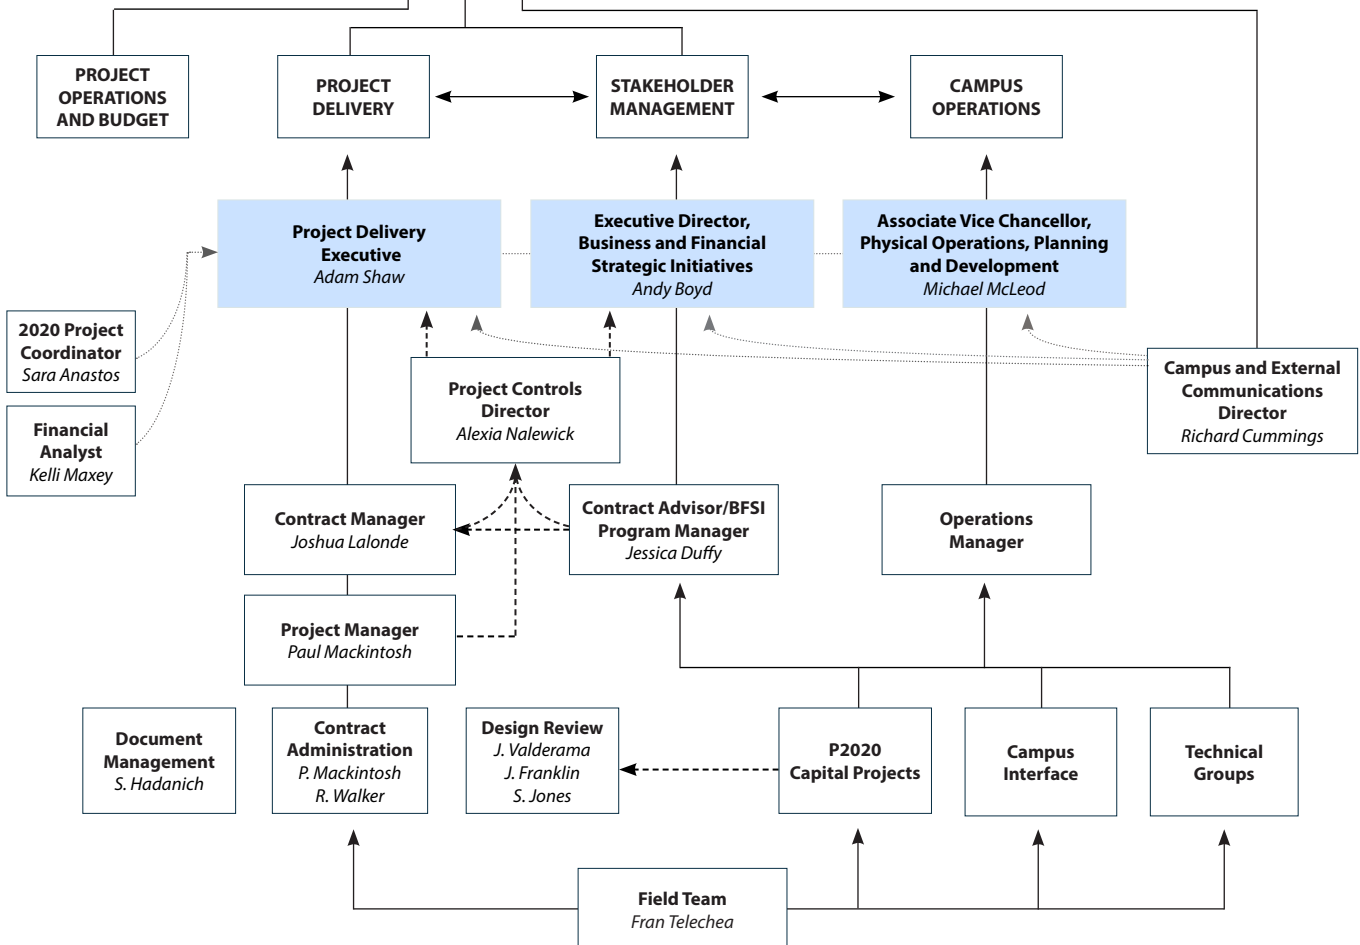 PROJECT
OPERATIONS
AND BUDGET
PROJECT
DELIVERY
STAKEHOLDER
MANAGEMENT
CAMPUS
OPERATIONS
Project Delivery
Executive
Adam Shaw
Executive Director,
Business and Financial
Strategic Initiatives
Andy Boyd
Associate Vice Chancellor,
Physical Operations, Planning
and Development
Michael McLeod
2020 Project
Coordinator
Sara Anastos
Financial
Analyst
Kelli Maxey
Project Controls
Director
Alexia Nalewick
Campus and External
Communications
Director
Richard Cummings
Contract Manager
Joshua Lalonde
Contract Advisor/BFSI
Program Manager
Jessica Duffy
Operations
Manager
Project Manager
Paul Mackintosh
Document
Management
S. Hadanich
Contract
Administration
P. Mackintosh
R. Walker
Design Review
J. Valderama
J. Franklin
S. Jones
P2020
Capital Projects
Campus
Interface
Technical
Groups
Field Team
Fran Telechea